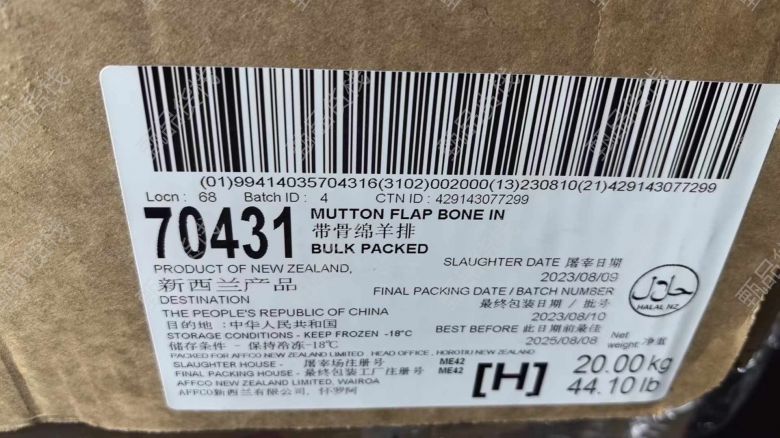 (01)99414035704316(3102)002000(13)230810(21)429143077299
Locn : 68 Batch ID : 4 CTN ID : 429143077299
70431 MUTTON FLAP BONE IN
带骨绵羊排
BULK PACKED
PRODUCT OF NEW ZEALAND,
新西兰产品
DESTINATION
THE PEOPLE'S REPUBLIC OF CHINA
目的地 : 中华人民共和国
STORAGE CONDITIONS - KEEP FROZEN -18°C
储存条件 - 保持冷冻-18°C
PACKED FOR AFFCO NEW ZEALAND LIMITED HEAD OFFICE, HOROTIU NEW ZEALAND
SLAUGHTER HOUSE - 屠宰场注册号 ME42
FINAL PACKING HOUSE - 最终包装工厂注册号 ME42
AFFCO NEW ZEALAND LIMITED, WAIROA
AFFCO新西兰有限公司, 怀罗阿
SLAUGHTER DATE 屠宰日期
2023/08/09
FINAL PACKING DATE / BATCH NUMBER
最终包装日期 / 批号
2023/08/10
BEST BEFORE 此日期前最佳
2025/08/08
Net weight: 净重
20.00 kg
44.10 lb
[H]
حلال
HALAL NZ
甄品吉线